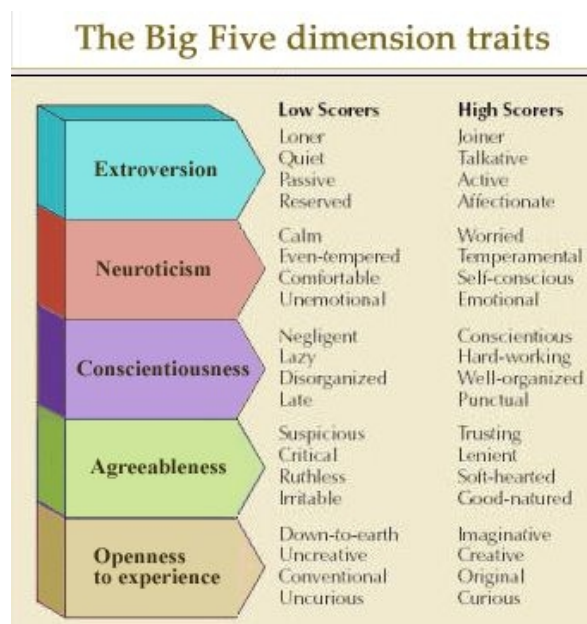 The Big Five dimension traits
Low Scorers High Scorers
Extroversion
Loner Joiner
Quiet Talkative
Passive Active
Reserved Affectionate
Neuroticism
Calm Worried
Even-tempered Temperamental
Comfortable Self-conscious
Unemotional Emotional
Conscientiousness
Negligent Conscientious
Lazy Hard-working
Disorganized Well-organized
Late Punctual
Agreeableness
Suspicious Trusting
Critical Lenient
Ruthless Soft-hearted
Irritable Good-natured
Openness
to experience
Down-to-earth Imaginative
Uncreative Creative
Conventional Original
Uncurious Curious